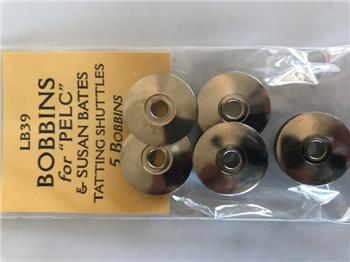 LB39
BOBBINS
for "PELC"
& SUSAN BATES
TATTING SHUTTLES
5 BOBBINS